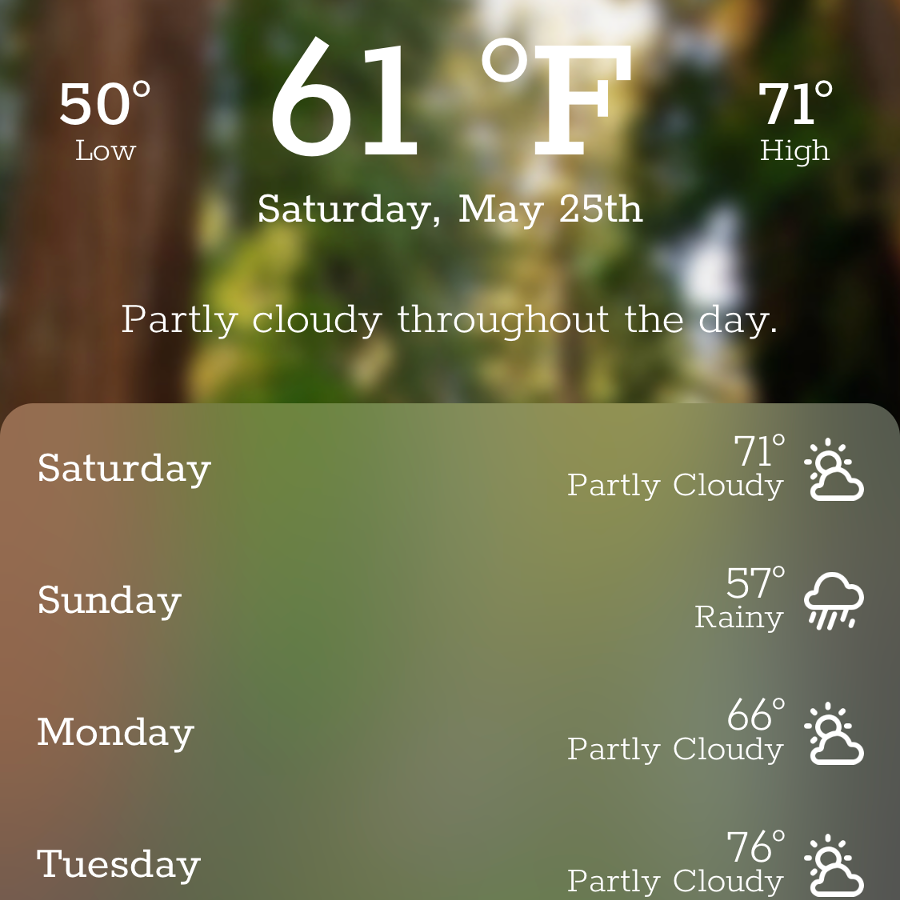 50°
Low
61 °F
71°
High
Saturday, May 25th
Partly cloudy throughout the day.
Saturday
71°
Partly Cloudy
Sunday
57°
Rainy
Monday
66°
Partly Cloudy
Tuesday
76°
Partly Cloudy